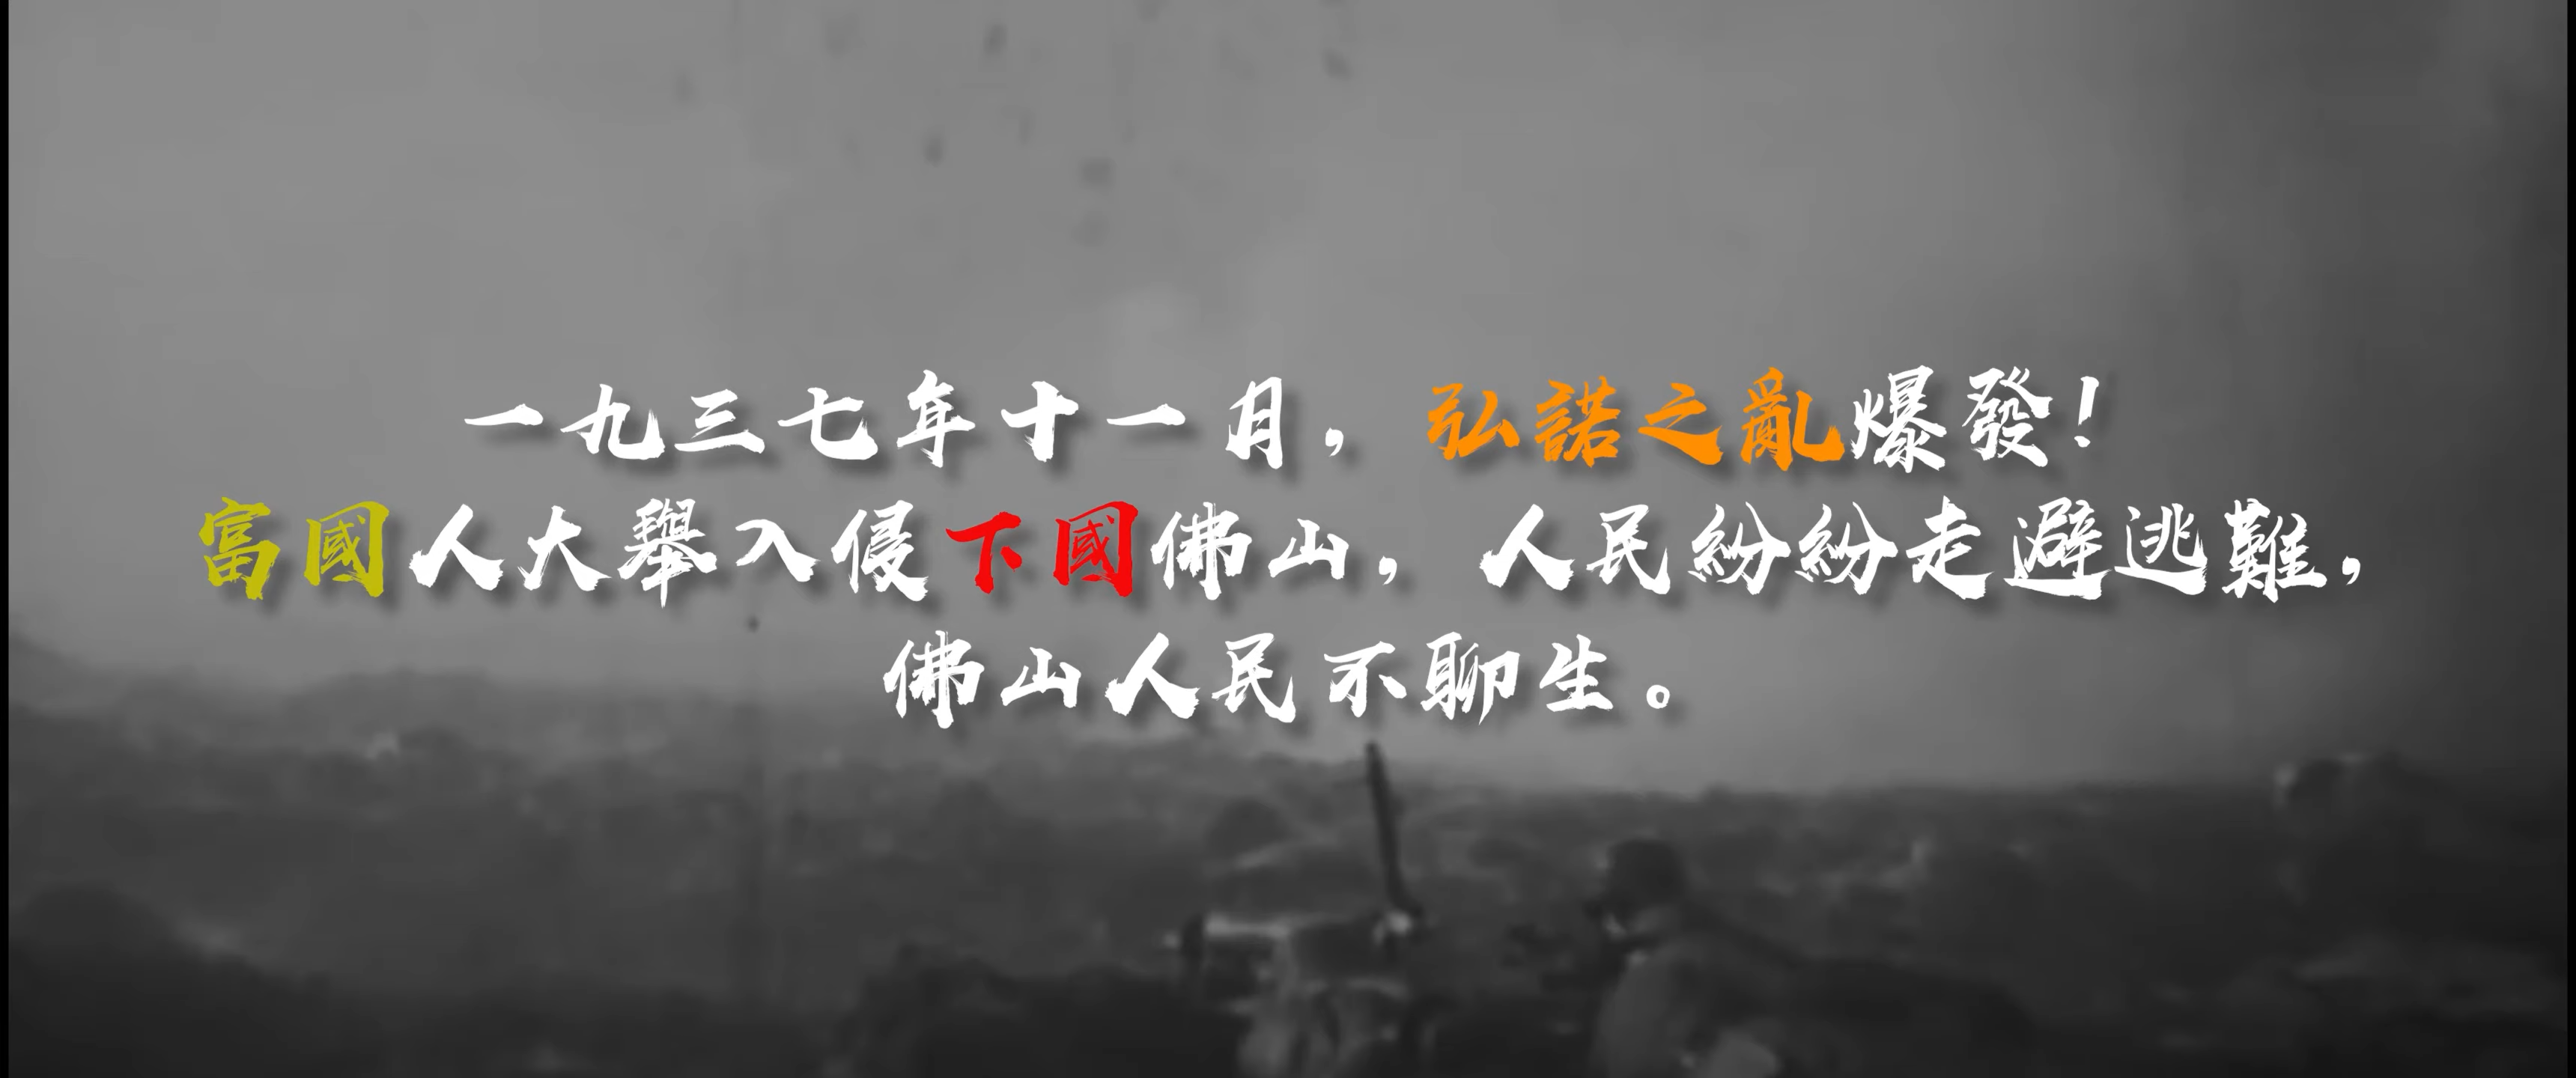 一九三七年十一月，弘諾之亂爆發！
富國人大舉入侵下國佛山，人民紛紛走避逃難，
佛山人民不聊生。